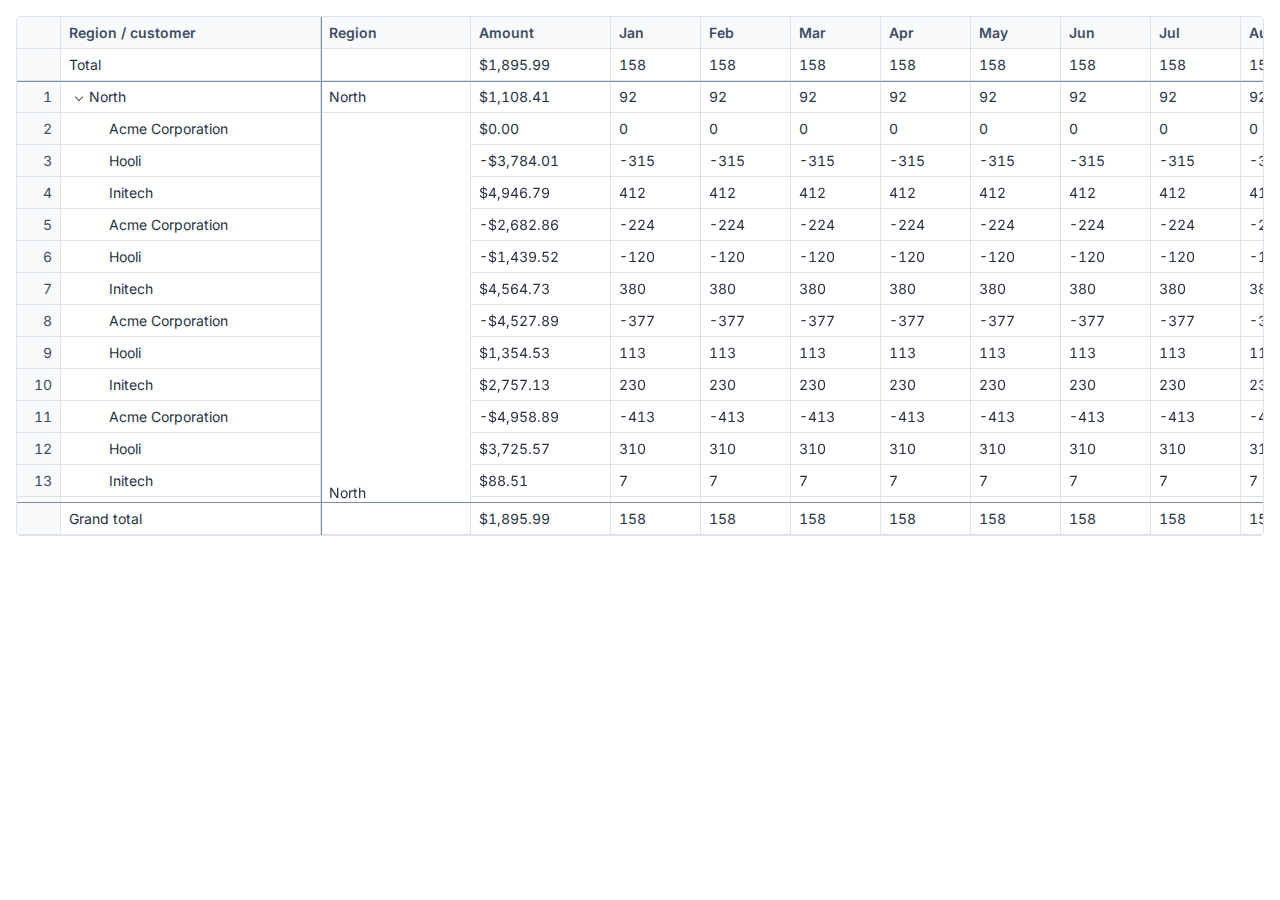 Region / customer Region Amount Jan Feb Mar Apr May Jun Jul
Total $1,895.99 158 158 158 158 158 158 158
1 North North $1,108.41 92 92 92 92 92 92 92 92
2 Acme Corporation $0.00 0 0 0 0 0 0 0 0
3 Hooli -$3,784.01 -315 -315 -315 -315 -315 -315 -315
4 Initech $4,946.79 412 412 412 412 412 412 412
5 Acme Corporation -$2,682.86 -224 -224 -224 -224 -224 -224 -224
6 Hooli -$1,439.52 -120 -120 -120 -120 -120 -120 -120
7 Initech $4,564.73 380 380 380 380 380 380 380
8 Acme Corporation -$4,527.89 -377 -377 -377 -377 -377 -377 -377
9 Hooli $1,354.53 113 113 113 113 113 113 113
10 Initech $2,757.13 230 230 230 230 230 230 230
11 Acme Corporation -$4,958.89 -413 -413 -413 -413 -413 -413 -413
12 Hooli $3,725.57 310 310 310 310 310 310 310
13 Initech $88.51 7 7 7 7 7 7 7 7
North
Grand total $1,895.99 158 158 158 158 158 158 158